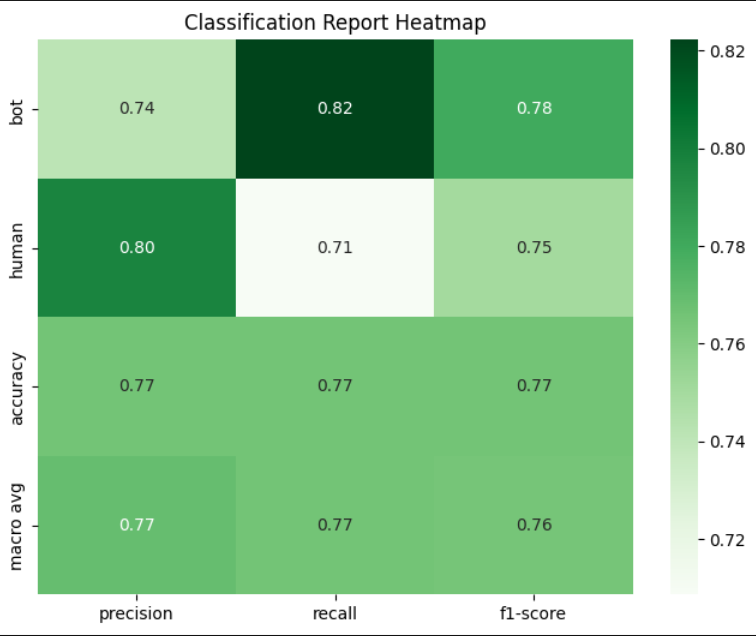 Classification Report Heatmap
bot 0.74 0.82 0.78
human 0.80 0.71 0.75
accuracy 0.77 0.77 0.77
macro avg 0.77 0.77 0.76
precision recall f1-score
0.82
0.80
0.78
0.76
0.74
0.72